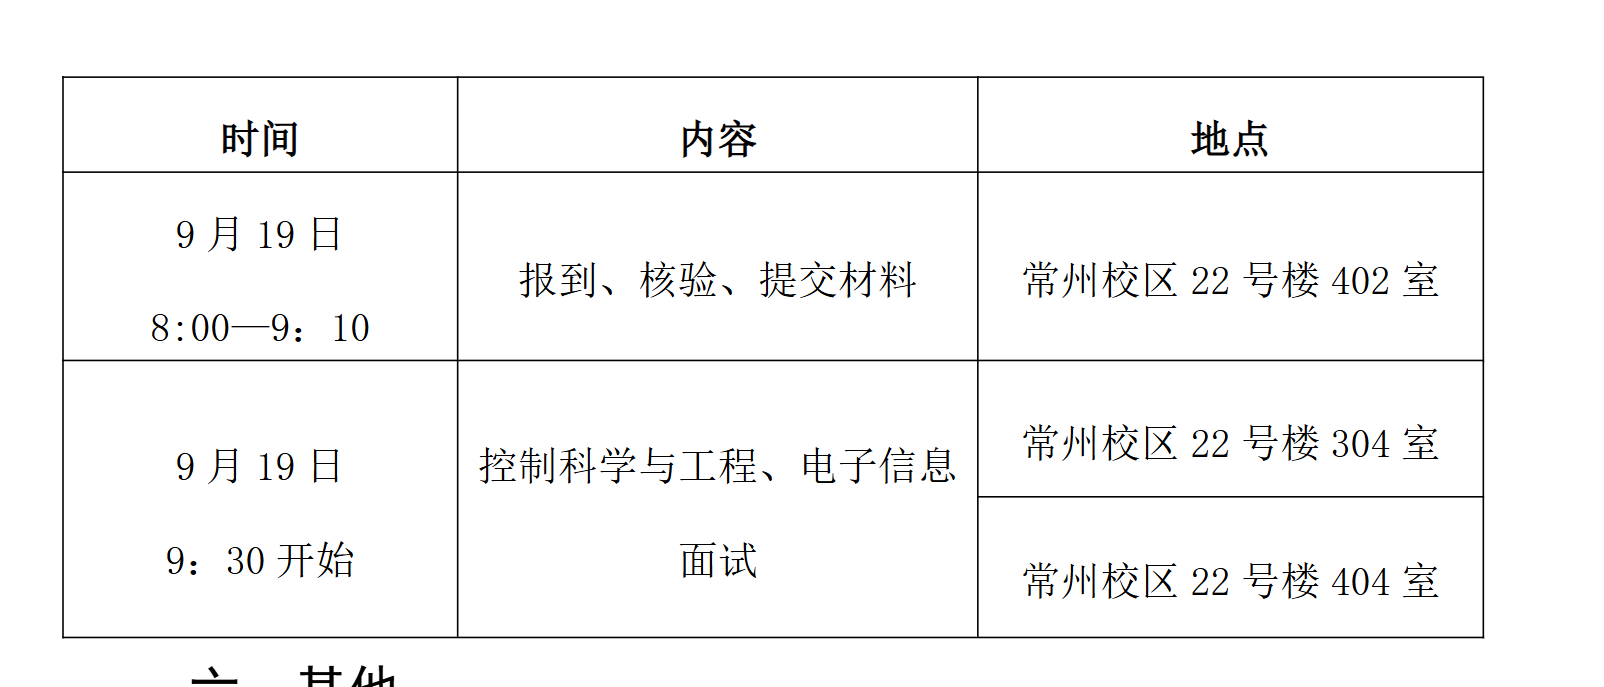 时间 内容 地点
9 月 19 日
8:00—9：10
报到、核验、提交材料
常州校区 22 号楼 402 室
9 月 19 日
9：30 开始
控制科学与工程、电子信息
面试
常州校区 22 号楼 304 室
常州校区 22 号楼 404 室
其他